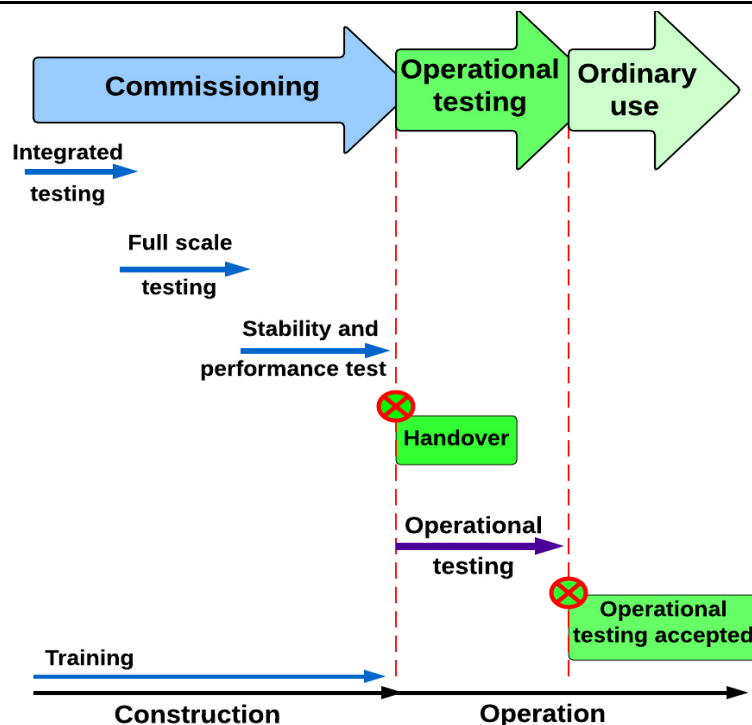 Commissioning
Operational
testing
Ordinary
use
Integrated
testing
Full scale
testing
Stability and
performance test
Handover
Operational
testing
Operational
testing accepted
Training
Construction
Operation